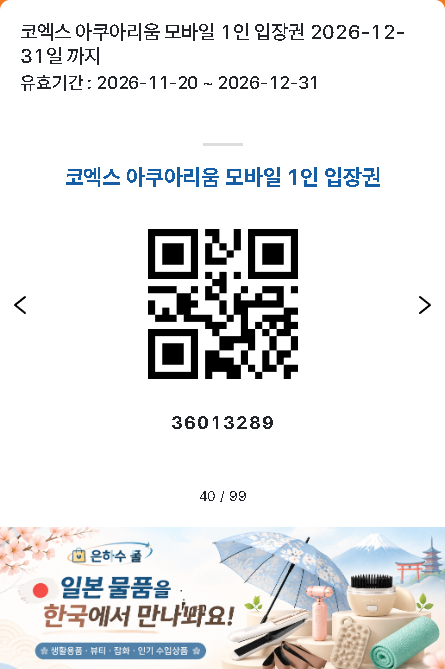 코엑스 아쿠아리움 모바일 1인 입장권 2026-12-
31일 까지
유효기간 : 2026-11-20 ~ 2026-12-31
코엑스 아쿠아리움 모바일 1인 입장권
36013289
40 / 99
은하수 몰
일본 물품을
한국에서 만나봐요!
생활용품 · 뷰티 · 잡화 · 인기 수입상품